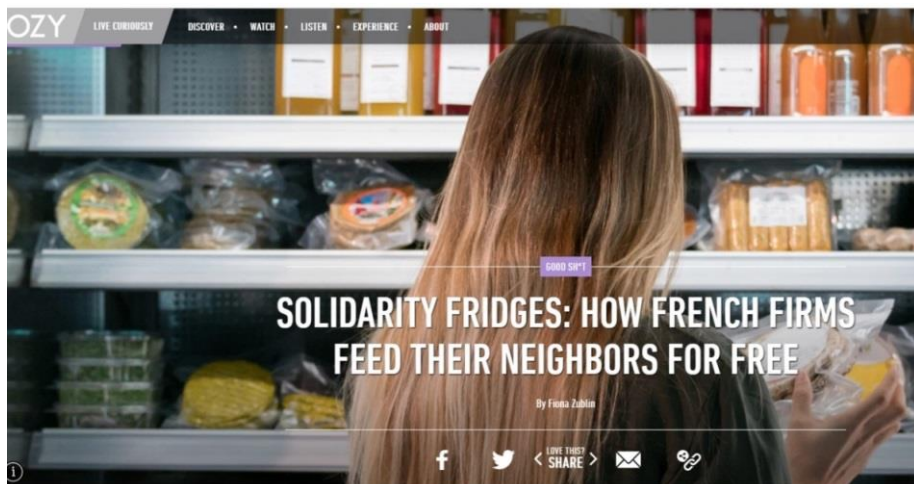 OZY
LIVE CURIOUSLY
DISCOVER • WATCH • LISTEN • EXPERIENCE • ABOUT
GOOD SH*T
SOLIDARITY FRIDGES: HOW FRENCH FIRMS
FEED THEIR NEIGHBORS FOR FREE
By Fiona Zublin
LOVE THIS?
SHARE